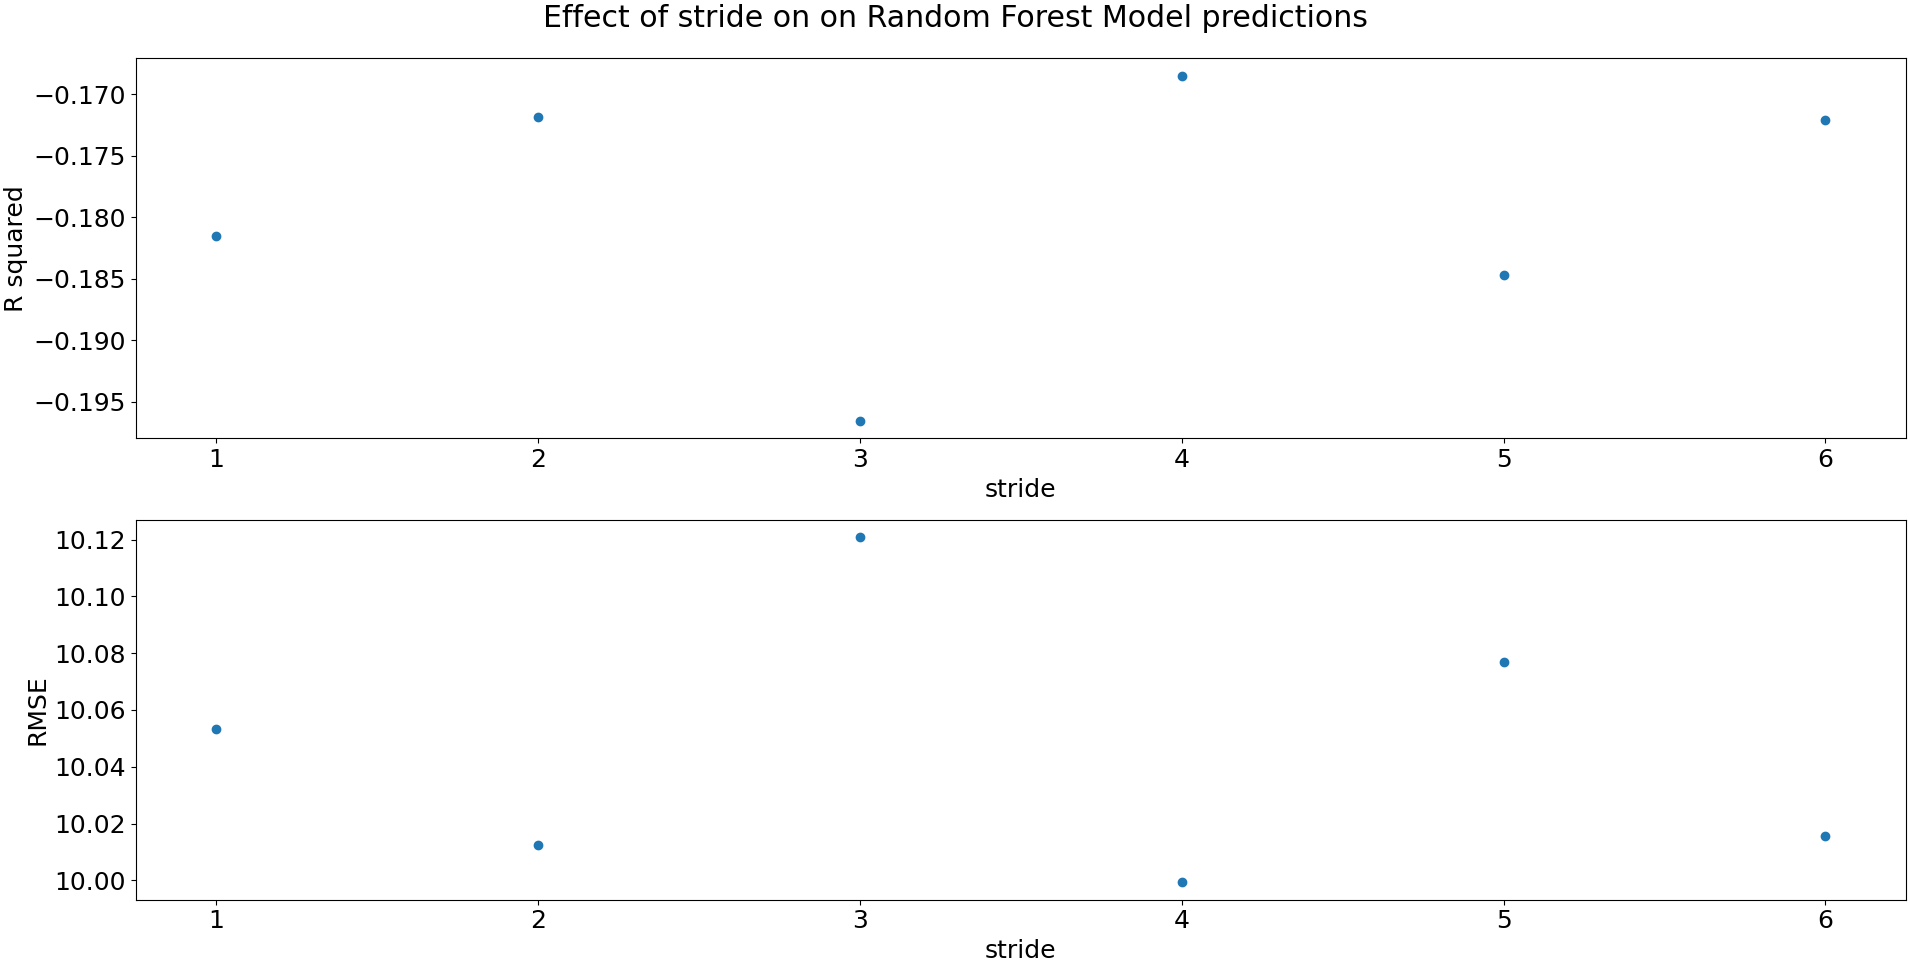 Effect of stride on on Random Forest Model predictions
−0.170
−0.175
−0.180
−0.185
−0.190
−0.195
R squared
1 2 3 4 5 6
stride
10.12
10.10
10.08
10.06
10.04
10.02
10.00
RMSE
1 2 3 4 5 6
stride